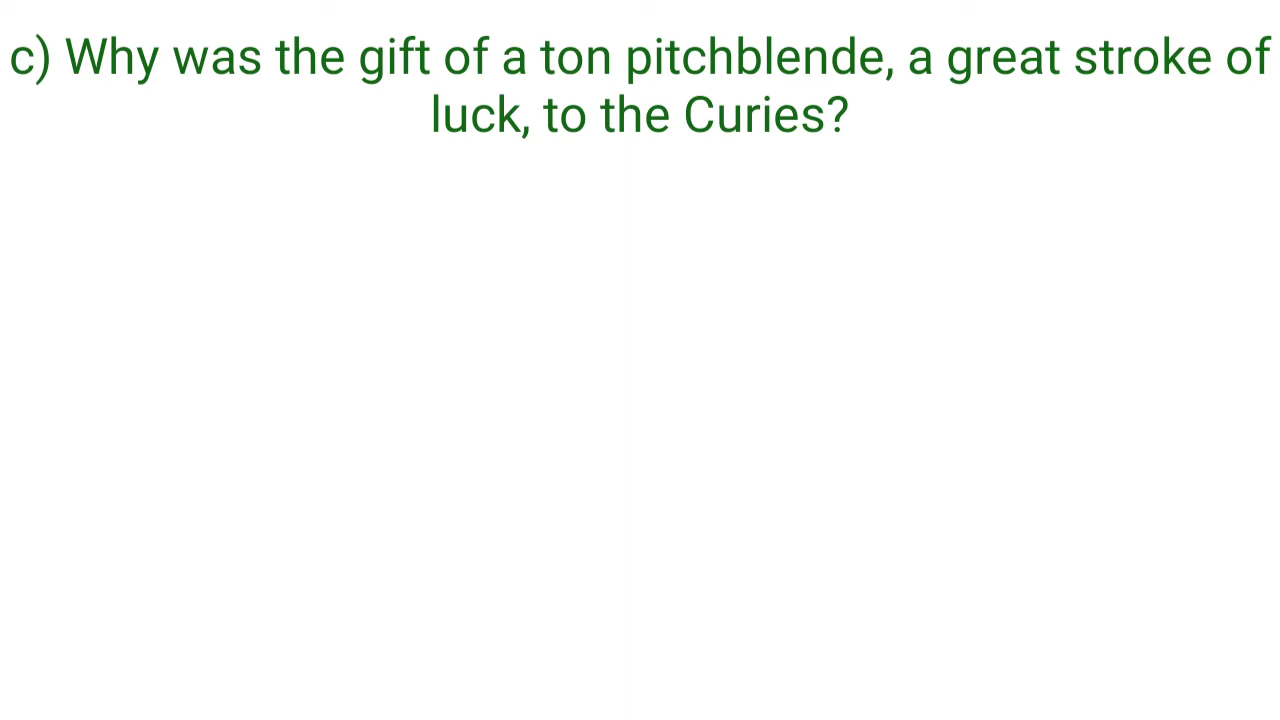 c) Why was the gift of a ton pitchblende, a great stroke of
luck, to the Curies?